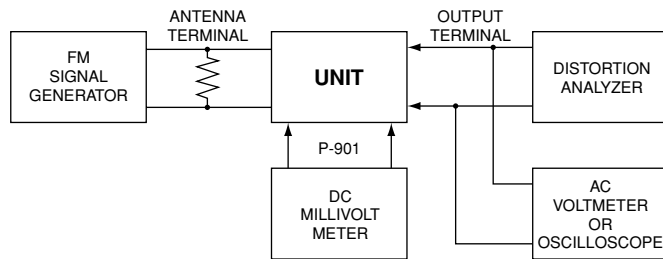 ANTENNA
TERMINAL
OUTPUT
TERMINAL
FM
SIGNAL
GENERATOR
UNIT
DISTORTION
ANALYZER
P-901
DC
MILLIVOLT
METER
AC
VOLTMETER
OR
OSCILLOSCOPE